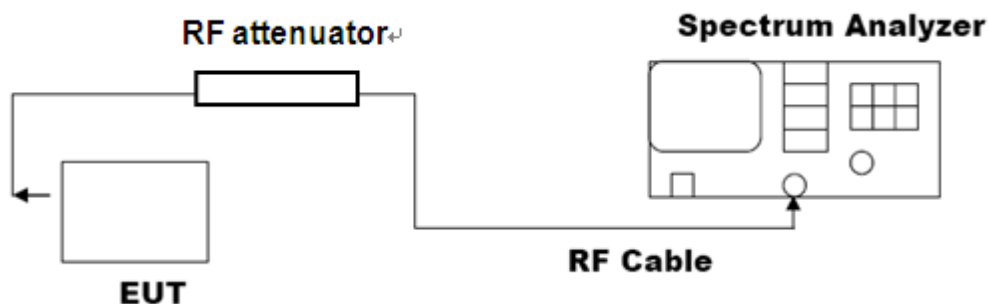 RF attenuator↵
Spectrum Analyzer
RF Cable
EUT